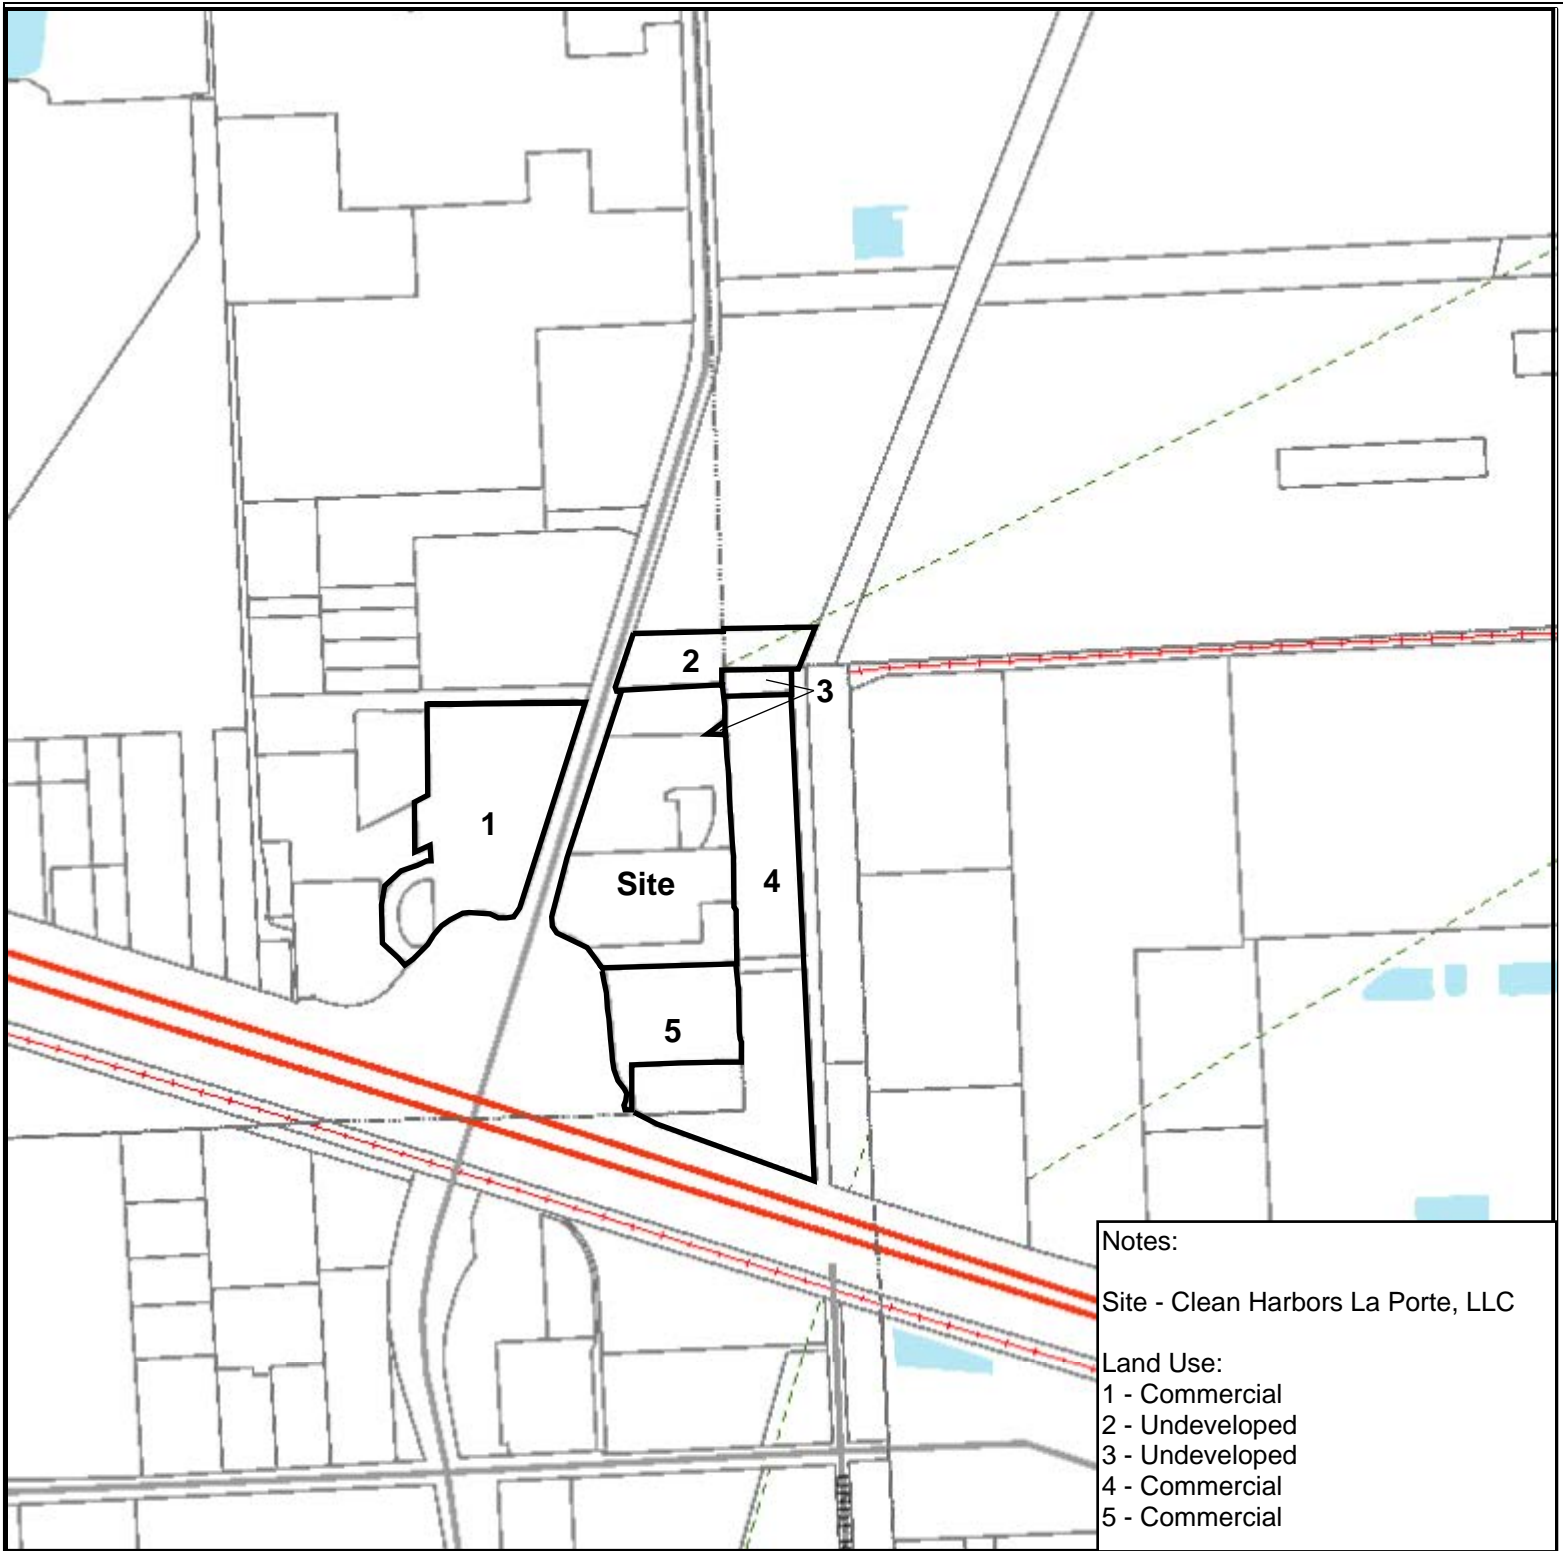 2
3
1
Site
4
5
Notes:
Site - Clean Harbors La Porte, LLC
Land Use:
1 - Commercial
2 - Undeveloped
3 - Undeveloped
4 - Commercial
5 - Commercial